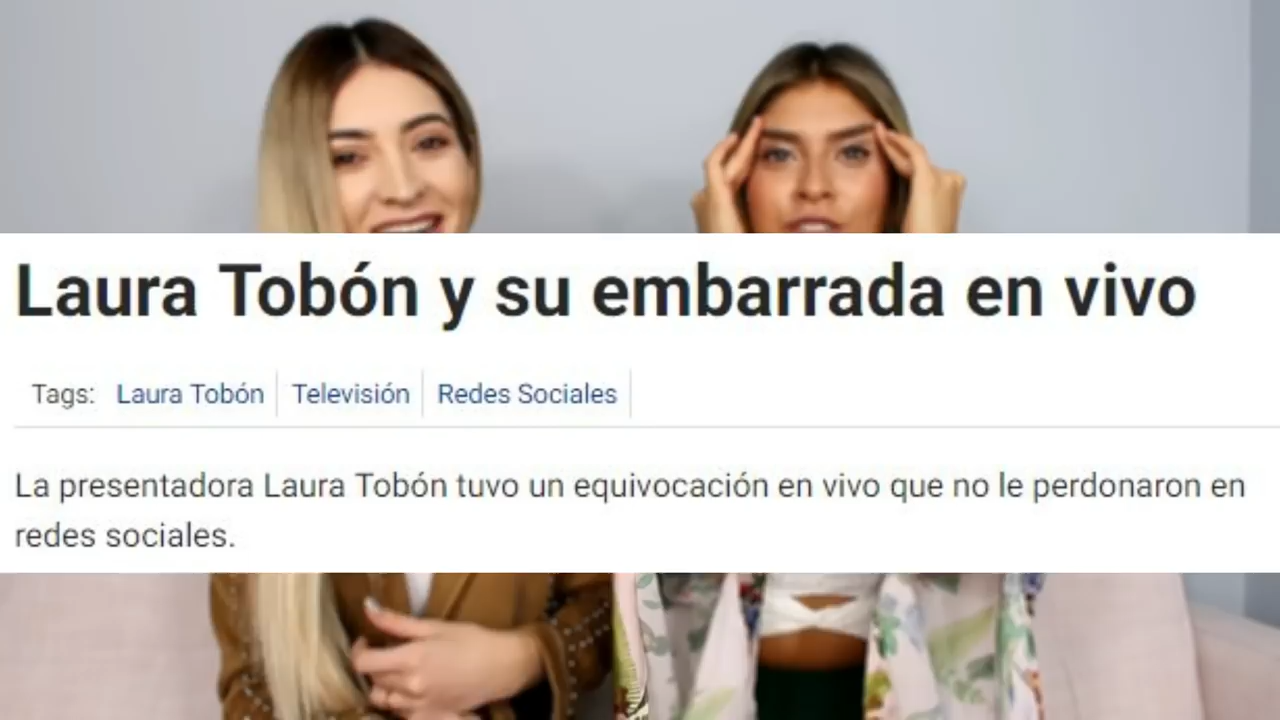 Laura Tobón y su embarrada en vivo
Tags: Laura Tobón Televisión Redes Sociales
La presentadora Laura Tobón tuvo un equivocación en vivo que no le perdonaron en
redes sociales.